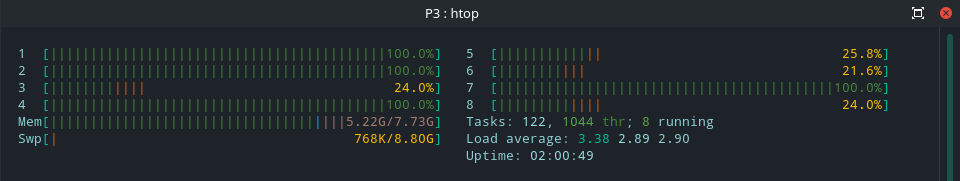 P3 : htop
1 [||||||||||||||||||||||||||||||||||||||||||100.0%] 5 [|||||||||||||25.8%]
2 [||||||||||||||||||||||||||||||||||||||||||100.0%] 6 [|||||||||||21.6%]
3 [||||||||||||24.0%] 7 [||||||||||||||||||||||||||||||||||||||||||100.0%]
4 [||||||||||||||||||||||||||||||||||||||||||100.0%] 8 [|||||||||||||24.0%]
Mem[|||||||||||||||||||||||||||||||||||||5.22G/7.73G] Tasks: 122, 1044 thr; 8 running
Swp[|768K/8.80G] Load average: 3.38 2.89 2.90
Uptime: 02:00:49